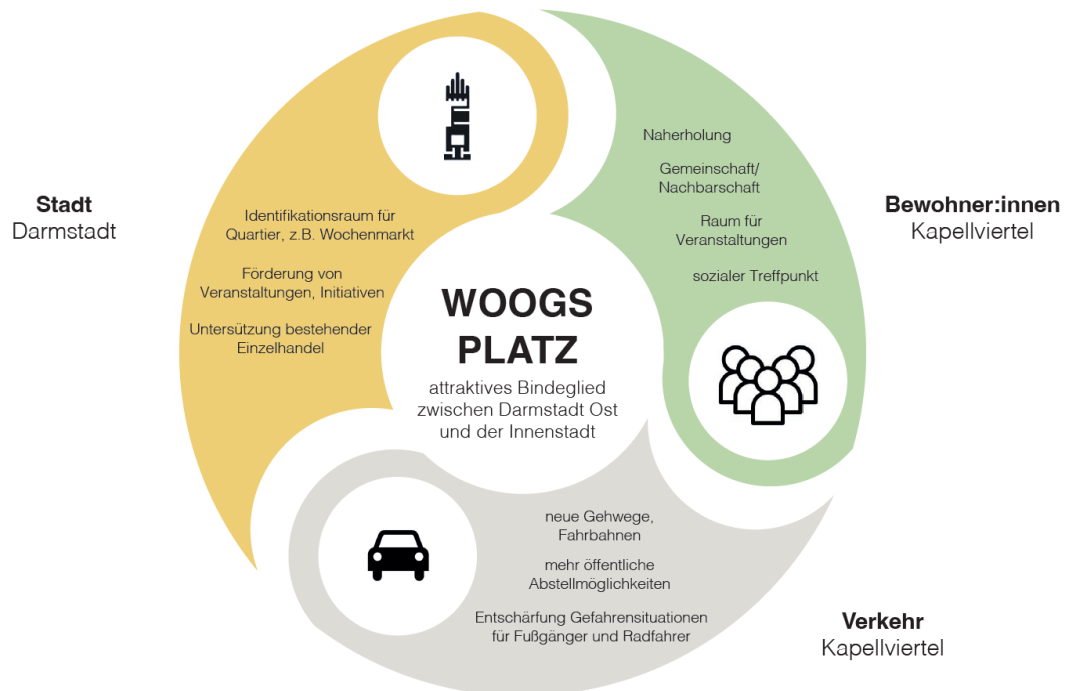 Stadt
Darmstadt
Identifikationsraum für
Quartier, z.B. Wochenmarkt
Förderung von
Veranstaltungen, Initiativen
Untersützung bestehender
Einzelhandel
WOOGS
PLATZ
attraktives Bindeglied
zwischen Darmstadt Ost
und der Innenstadt
Naherholung
Gemeinschaft/
Nachbarschaft
Raum für
Veranstaltungen
sozialer Treffpunkt
Bewohner:innen
Kapellviertel
neue Gehwege,
Fahrbahnen
mehr öffentliche
Abstellmöglichkeiten
Entschärfung Gefahrensituationen
für Fußgänger und Radfahrer
Verkehr
Kapellviertel